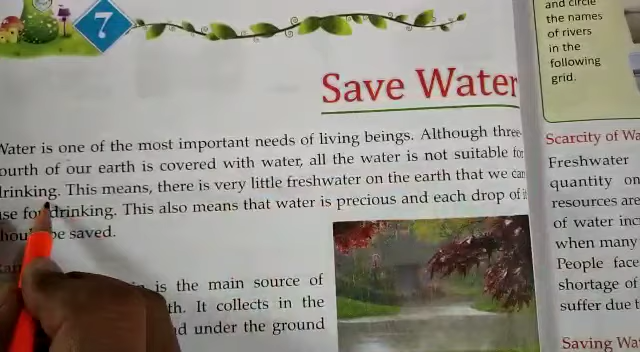 7
Save Water
Water is one of the most important needs of living beings. Although three-
fourth of our earth is covered with water, all the water is not suitable for
drinking. This means, there is very little freshwater on the earth that we can
use for drinking. This also means that water is precious and each drop of it
should be saved.
is the main source of
It collects in the
under the ground
and circle
the names
of rivers
in the
following
grid.
Scarcity of Wa
Freshwater
quantity on
resources are
of water inc
when many
People face
shortage of
suffer due t
Saving Wa